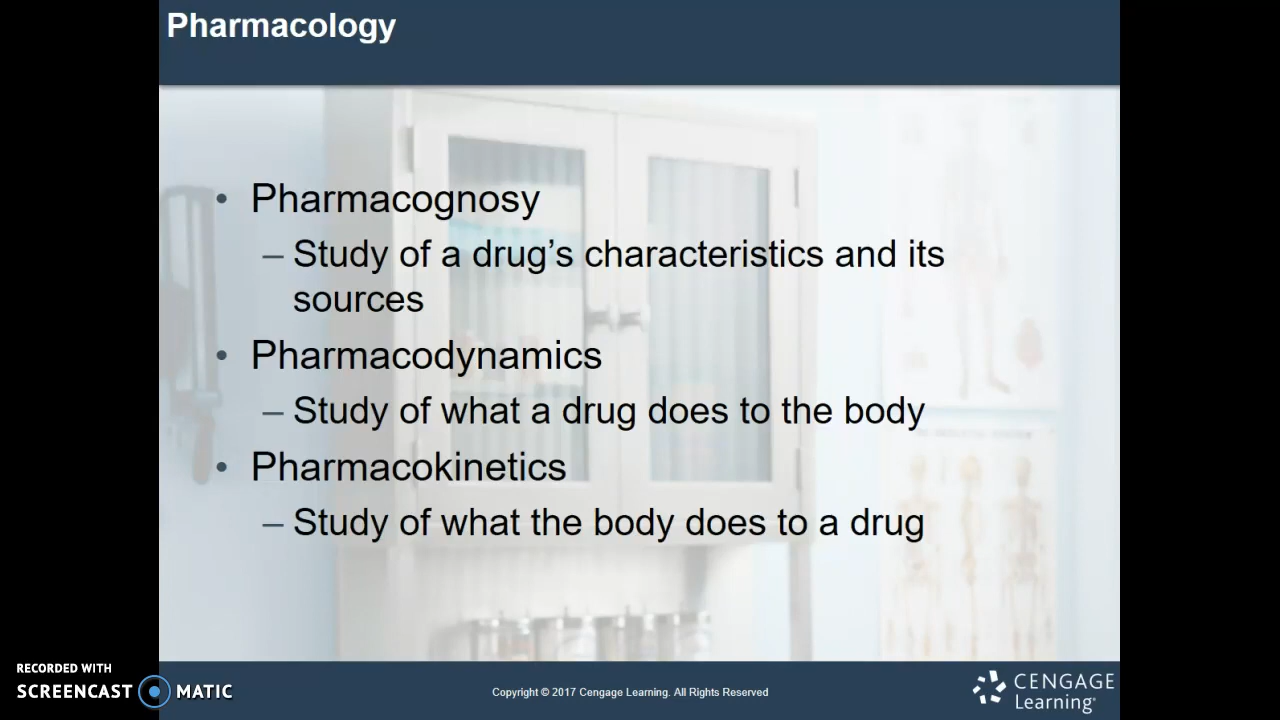 Pharmacology
• Pharmacognosy
– Study of a drug’s characteristics and its
sources
• Pharmacodynamics
– Study of what a drug does to the body
• Pharmacokinetics
– Study of what the body does to a drug
RECORDED WITH
SCREENCAST MATIC
Copyright © 2017 Cengage Learning. All Rights Reserved
CENGAGE
Learning®